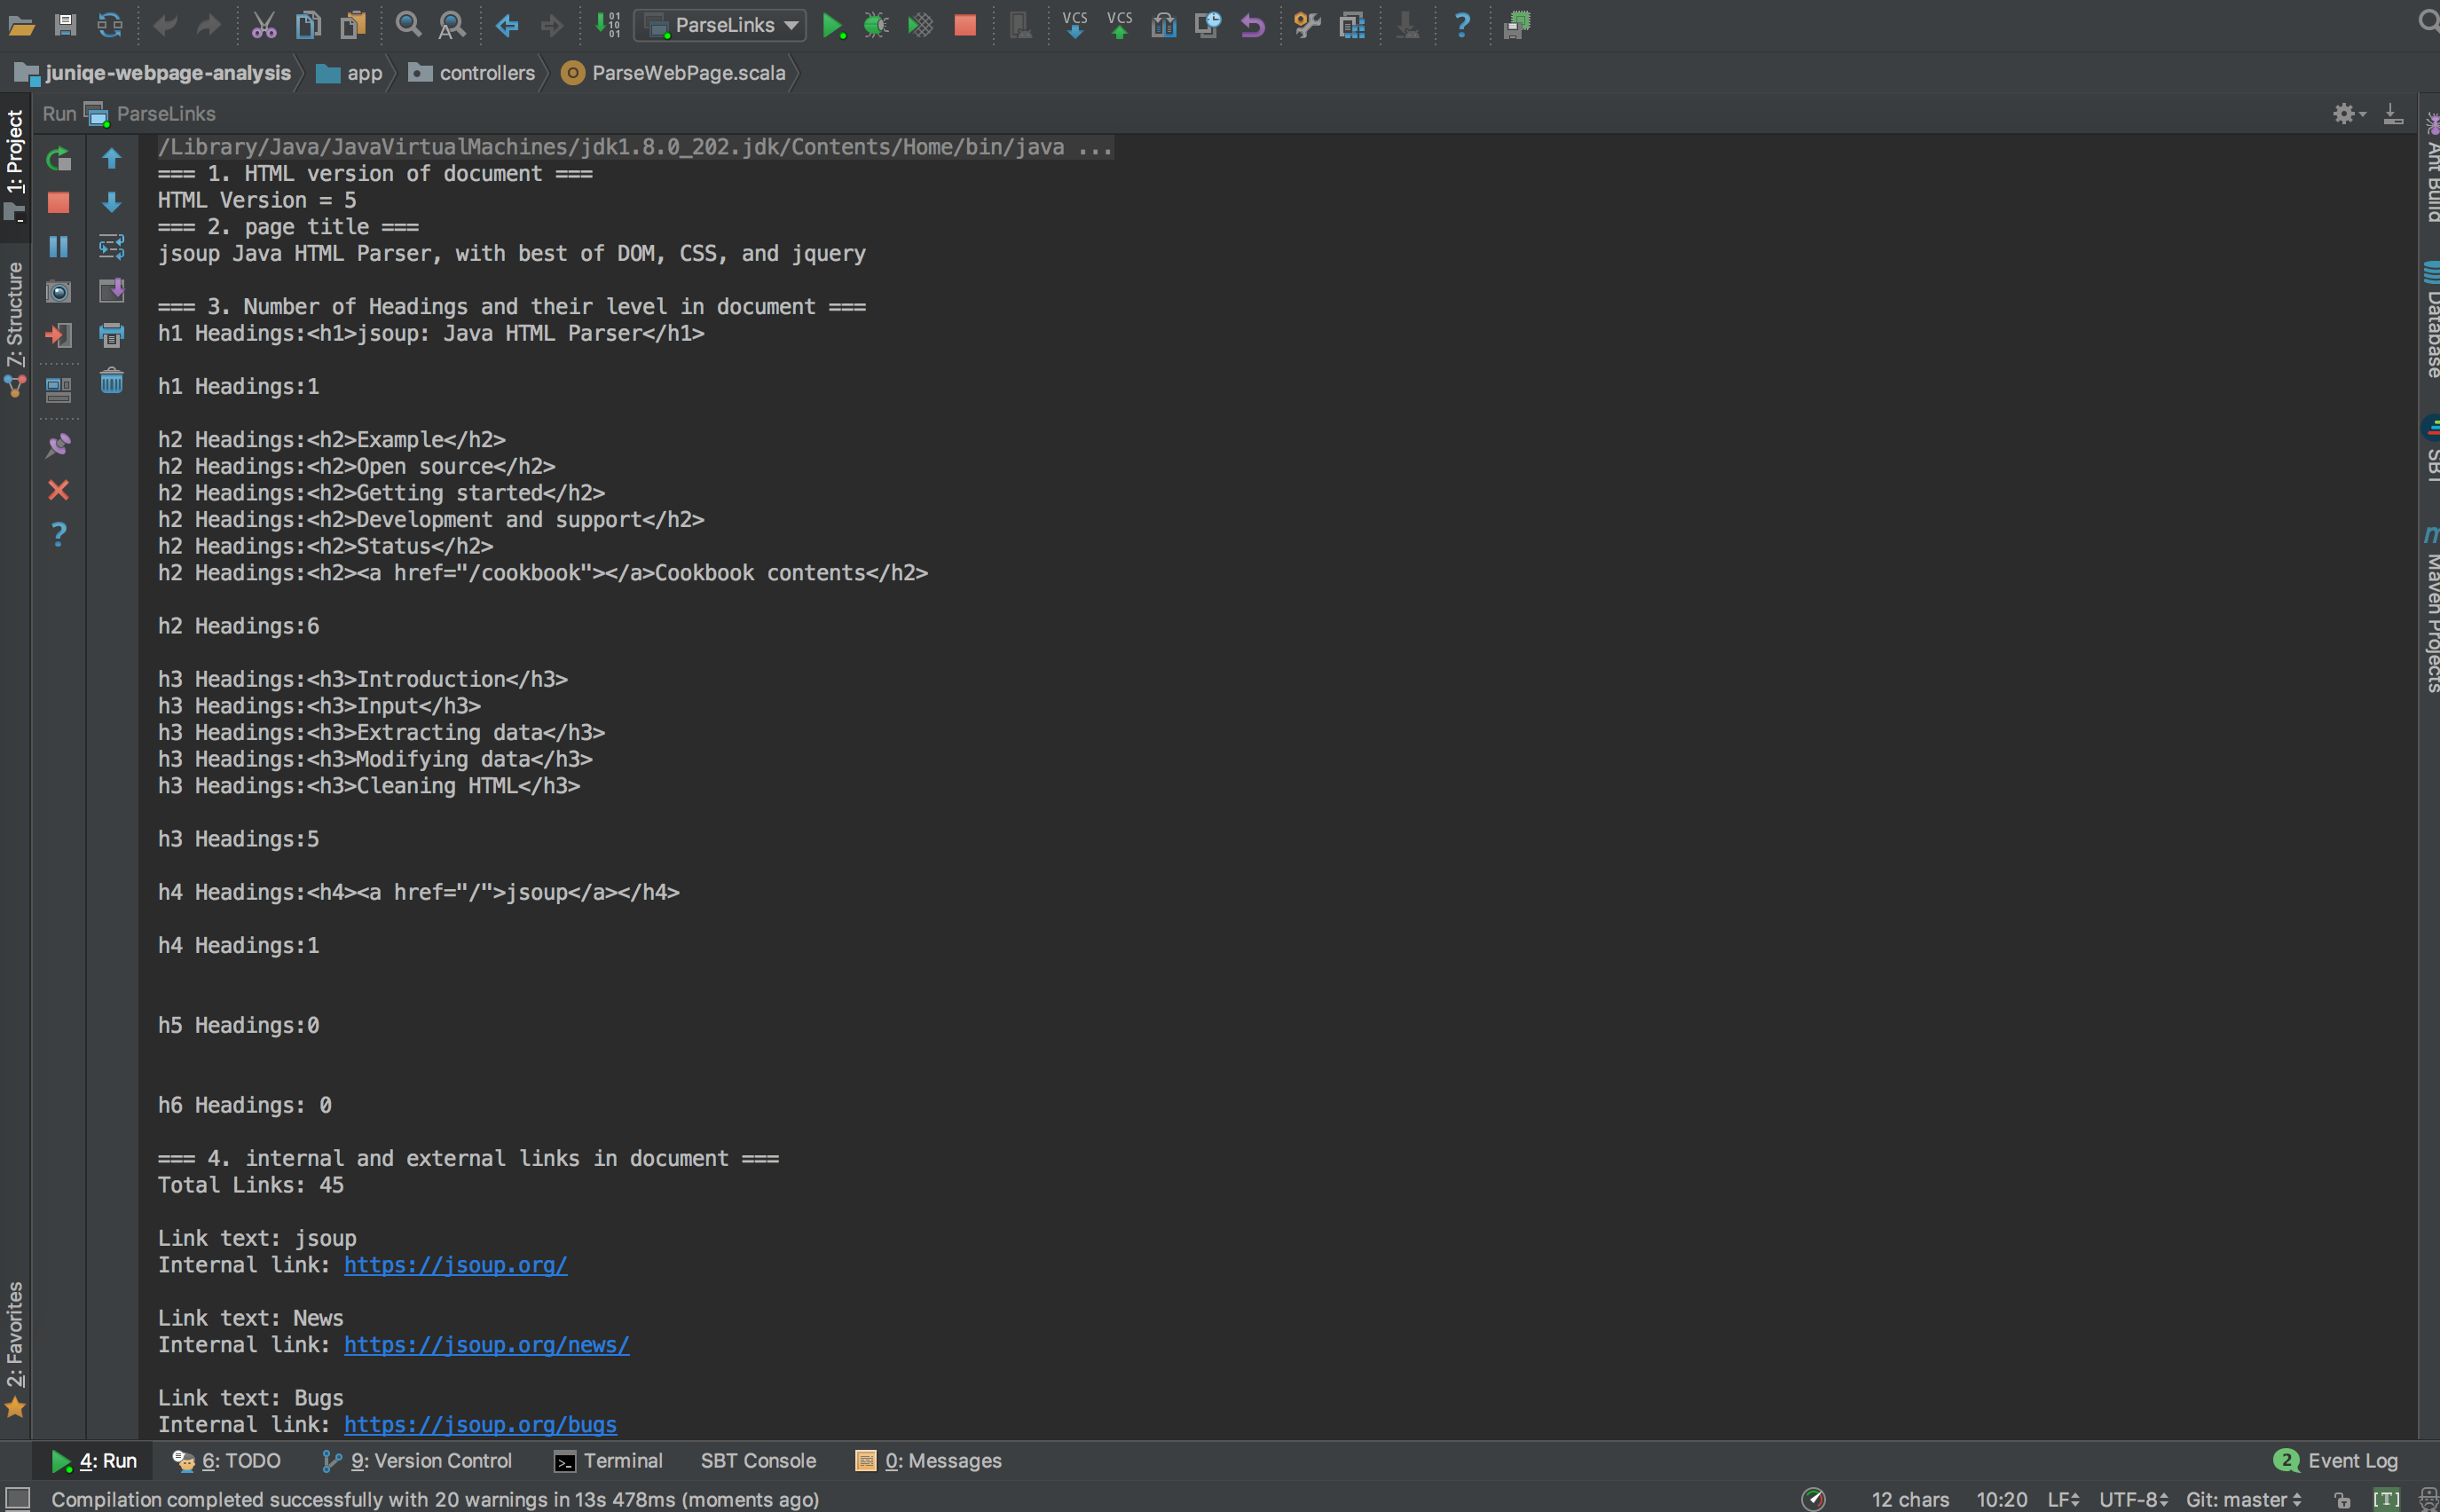 VCS VCS
ParseLinks
juniqe-webpage-analysis app controllers ParseWebPage.scala
Run ParseLinks
1: Project
7: Structure
2: Favorites
/Library/Java/JavaVirtualMachines/jdk1.8.0_202.jdk/Contents/Home/bin/java ...
=== 1. HTML version of document ===
HTML Version = 5
=== 2. page title ===
jsoup Java HTML Parser, with best of DOM, CSS, and jquery
=== 3. Number of Headings and their level in document ===
h1 Headings:<h1>jsoup: Java HTML Parser</h1>
h1 Headings:1
h2 Headings:<h2>Example</h2>
h2 Headings:<h2>Open source</h2>
h2 Headings:<h2>Getting started</h2>
h2 Headings:<h2>Development and support</h2>
h2 Headings:<h2>Status</h2>
h2 Headings:<h2><a href="/cookbook"></a>Cookbook contents</h2>
h2 Headings:6
h3 Headings:<h3>Introduction</h3>
h3 Headings:<h3>Input</h3>
h3 Headings:<h3>Extracting data</h3>
h3 Headings:<h3>Modifying data</h3>
h3 Headings:<h3>Cleaning HTML</h3>
h3 Headings:5
h4 Headings:<h4><a href="/">jsoup</a></h4>
h4 Headings:1
h5 Headings:0
h6 Headings: 0
=== 4. internal and external links in document ===
Total Links: 45
Link text: jsoup
Internal link: https://jsoup.org/
Link text: News
Internal link: https://jsoup.org/news/
Link text: Bugs
Internal link: https://jsoup.org/bugs
Ant Build
Database
SBT
Maven Projects
4: Run 6: TODO 9: Version Control Terminal SBT Console 0: Messages 2 Event Log
Compilation completed successfully with 20 warnings in 13s 478ms (moments ago) 12 chars 10:20 LF UTF-8 Git: master [T]